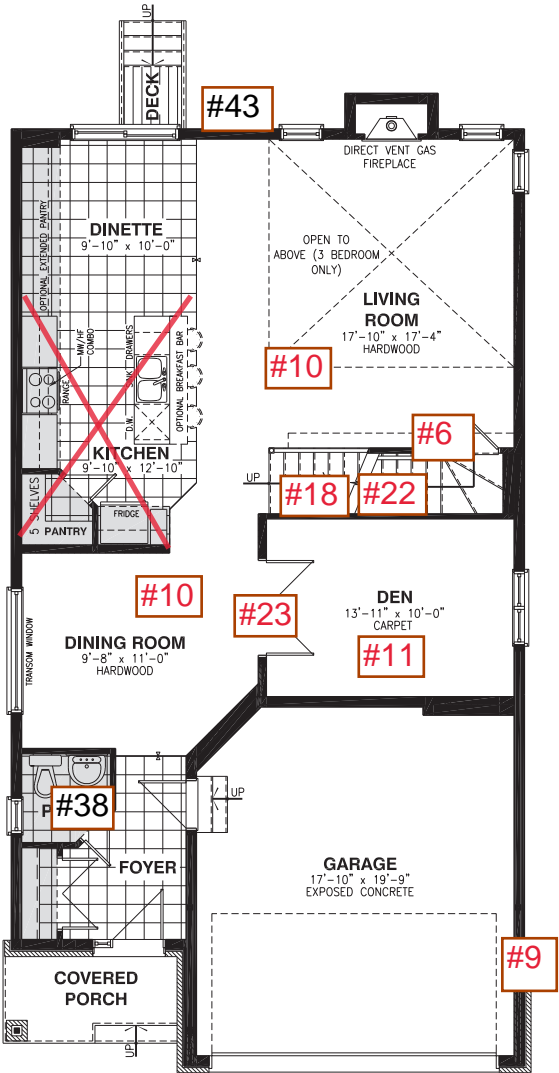 UP
DECK
#43
DIRECT VENT GAS
FIREPLACE
DINETTE
9'-10" x 10'-0"
OPTIONAL EXTENDED PANTRY
OPEN TO
ABOVE (3 BEDROOM
ONLY)
LIVING
ROOM
17'-10" x 17'-4"
HARDWOOD
#10
MW/HF
COMBO
RANGE
SINK
DRAWERS
D.W.
OPTIONAL BREAKFAST BAR
KITCHEN
9'-10" x 12'-10"
#6
UP
#18
#22
5 SHELVES
PANTRY
FRIDGE
#10
#23
DEN
13'-11" x 10'-0"
CARPET
#11
TRANSOM WINDOW
DINING ROOM
9'-8" x 11'-0"
HARDWOOD
P
#38
UP
FOYER
GARAGE
17'-10" x 19'-9"
EXPOSED CONCRETE
#9
COVERED
PORCH
UP